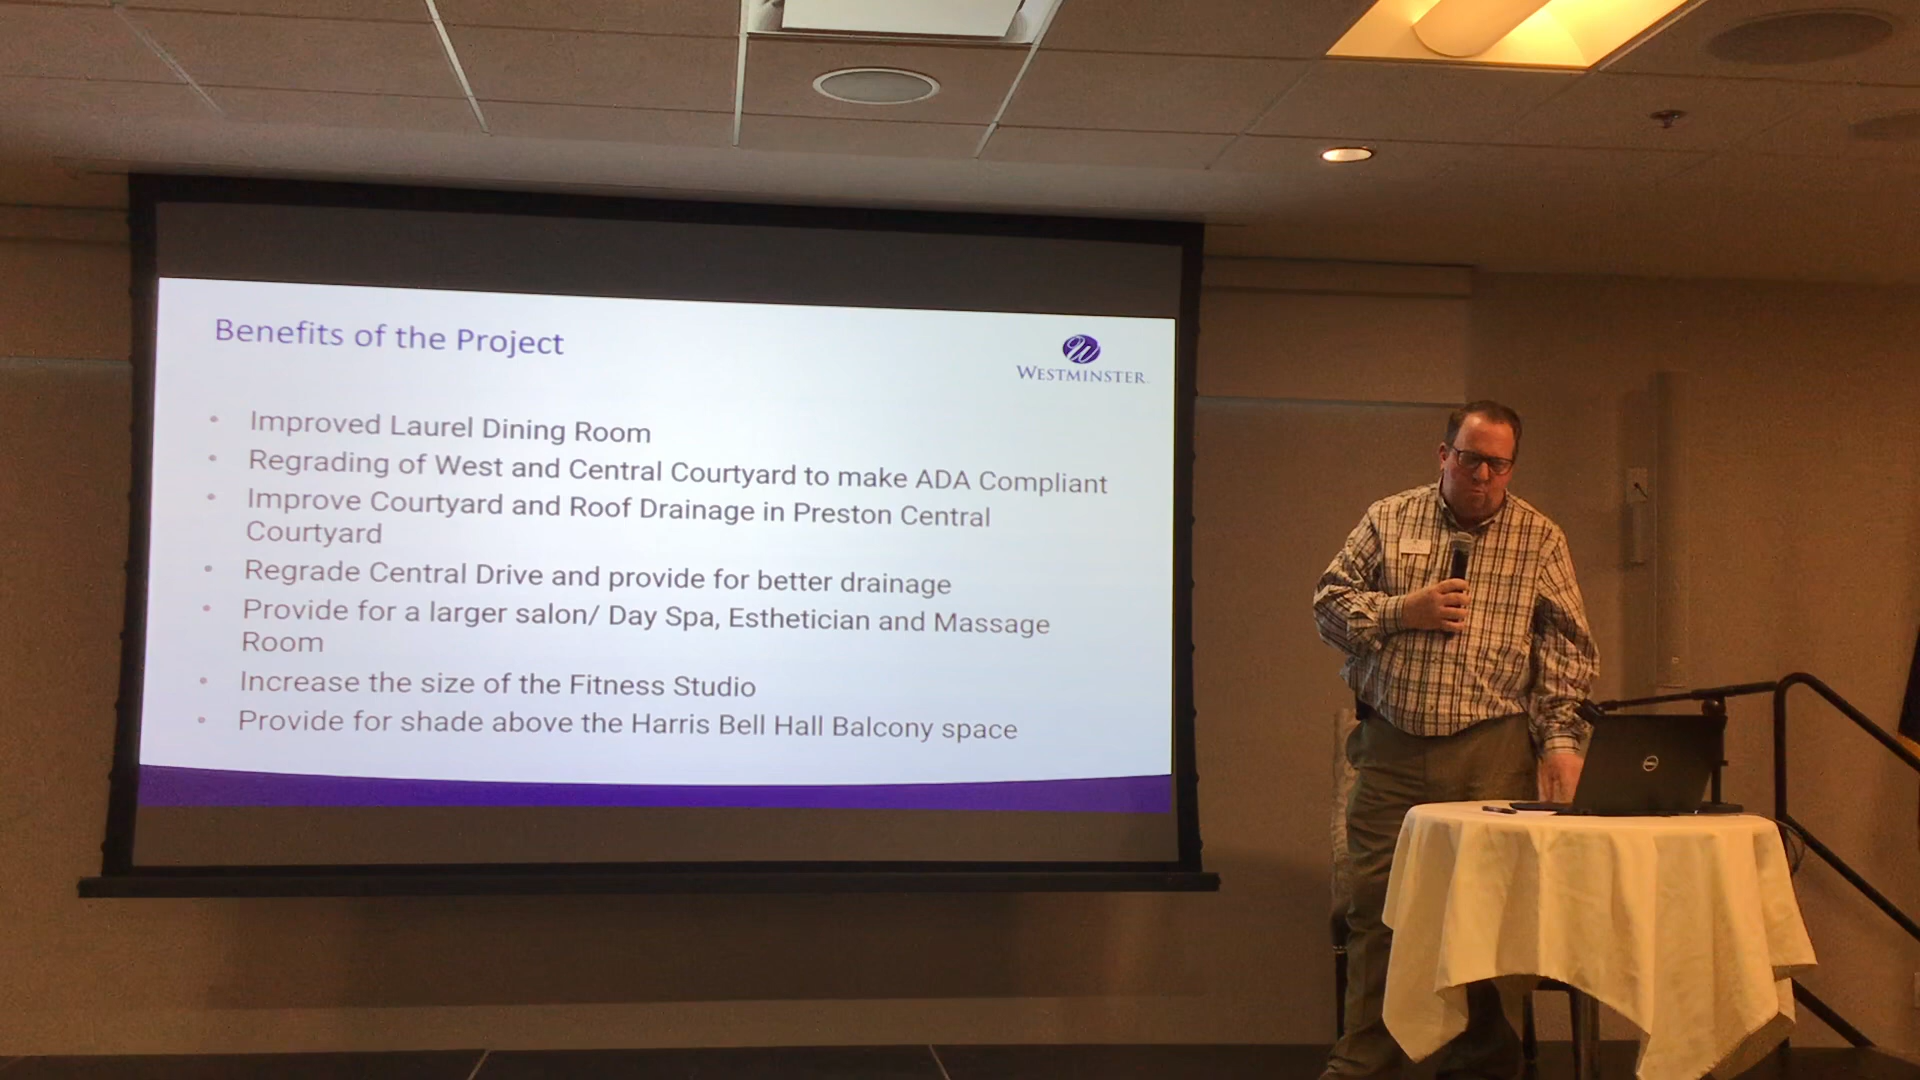 Benefits of the Project
WESTMINSTER
• Improved Laurel Dining Room
• Regrading of West and Central Courtyard to make ADA Compliant
• Improve Courtyard and Roof Drainage in Preston Central
Courtyard
• Regrade Central Drive and provide for better drainage
• Provide for a larger salon/ Day Spa, Esthetician and Massage
Room
• Increase the size of the Fitness Studio
• Provide for shade above the Harris Bell Hall Balcony space
DELL